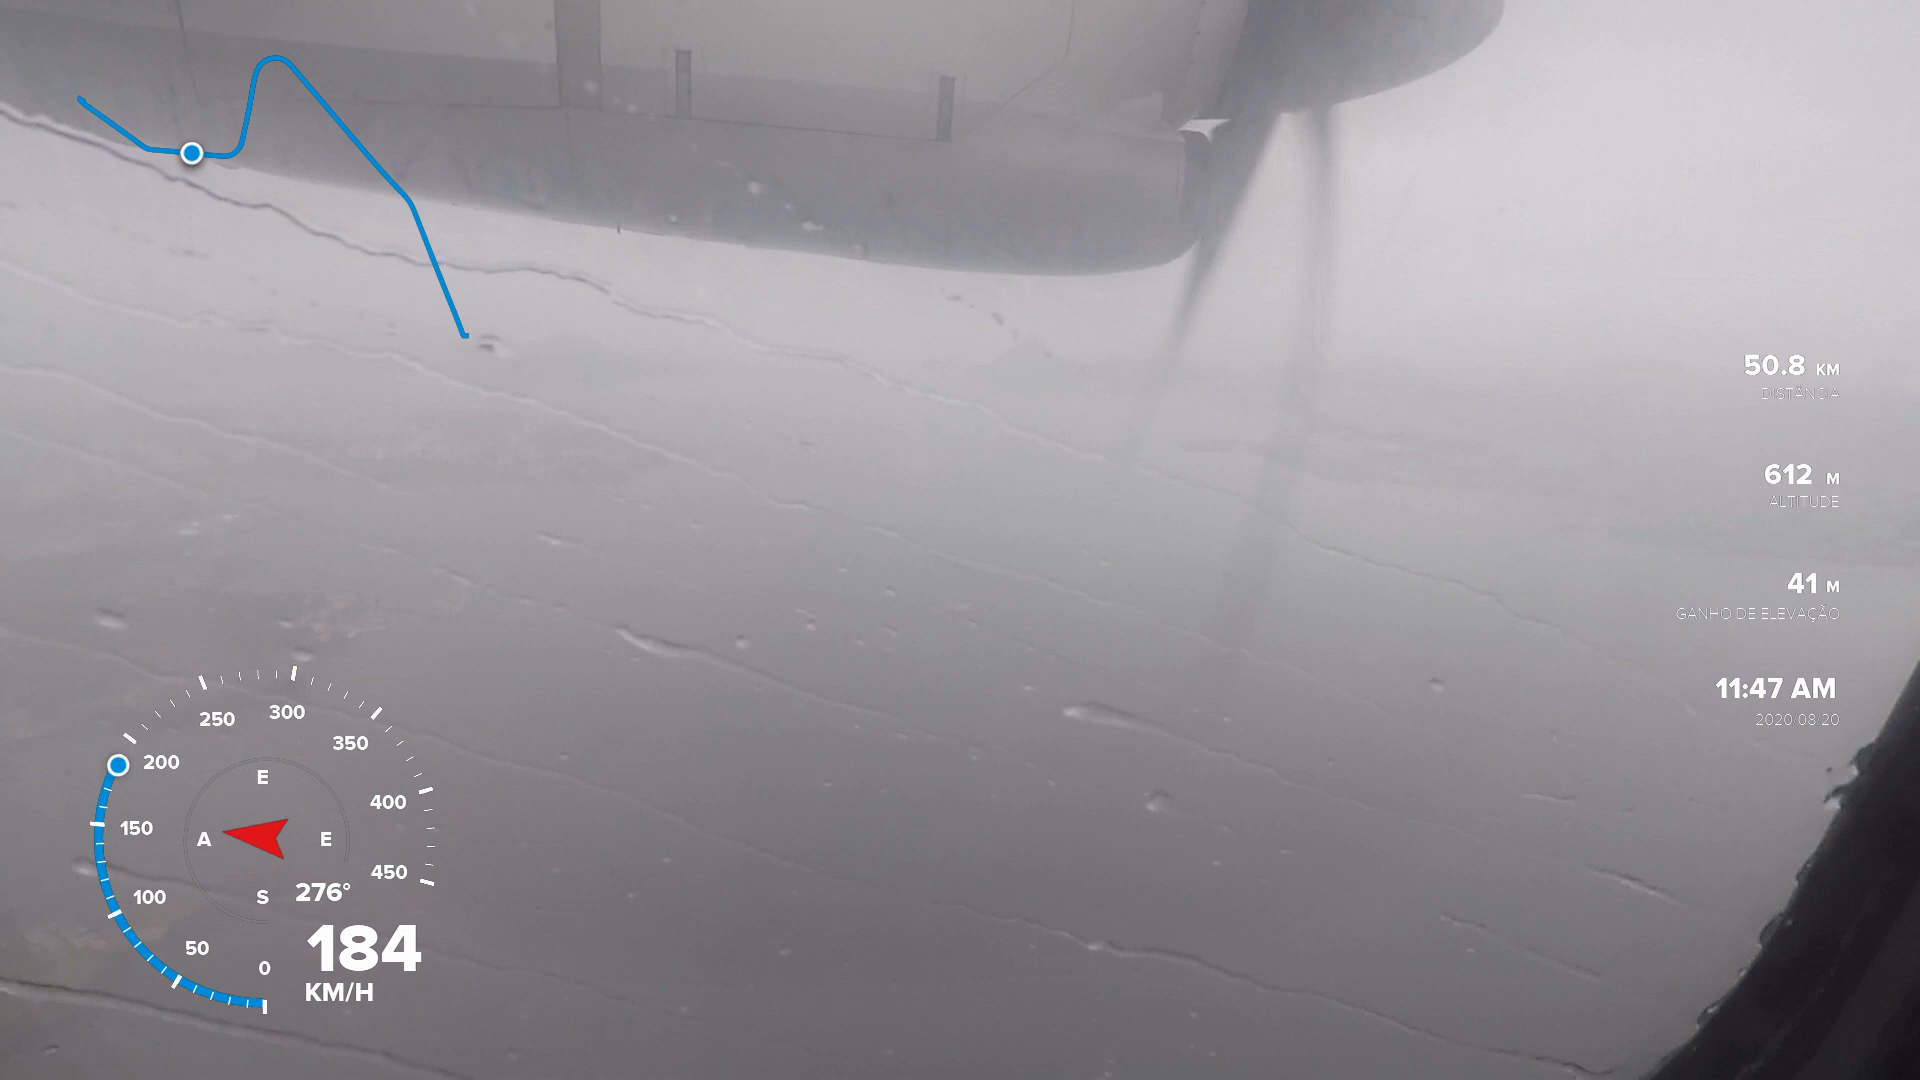 50.8 KM
DISTÂNCIA
612 M
ALTITUDE
41 M
GANHO DE ELEVAÇÃO
11:47 AM
2020/08/20
250 300
350
200
E
400
150
A E
450
276°
100
S
50
0
184
KM/H